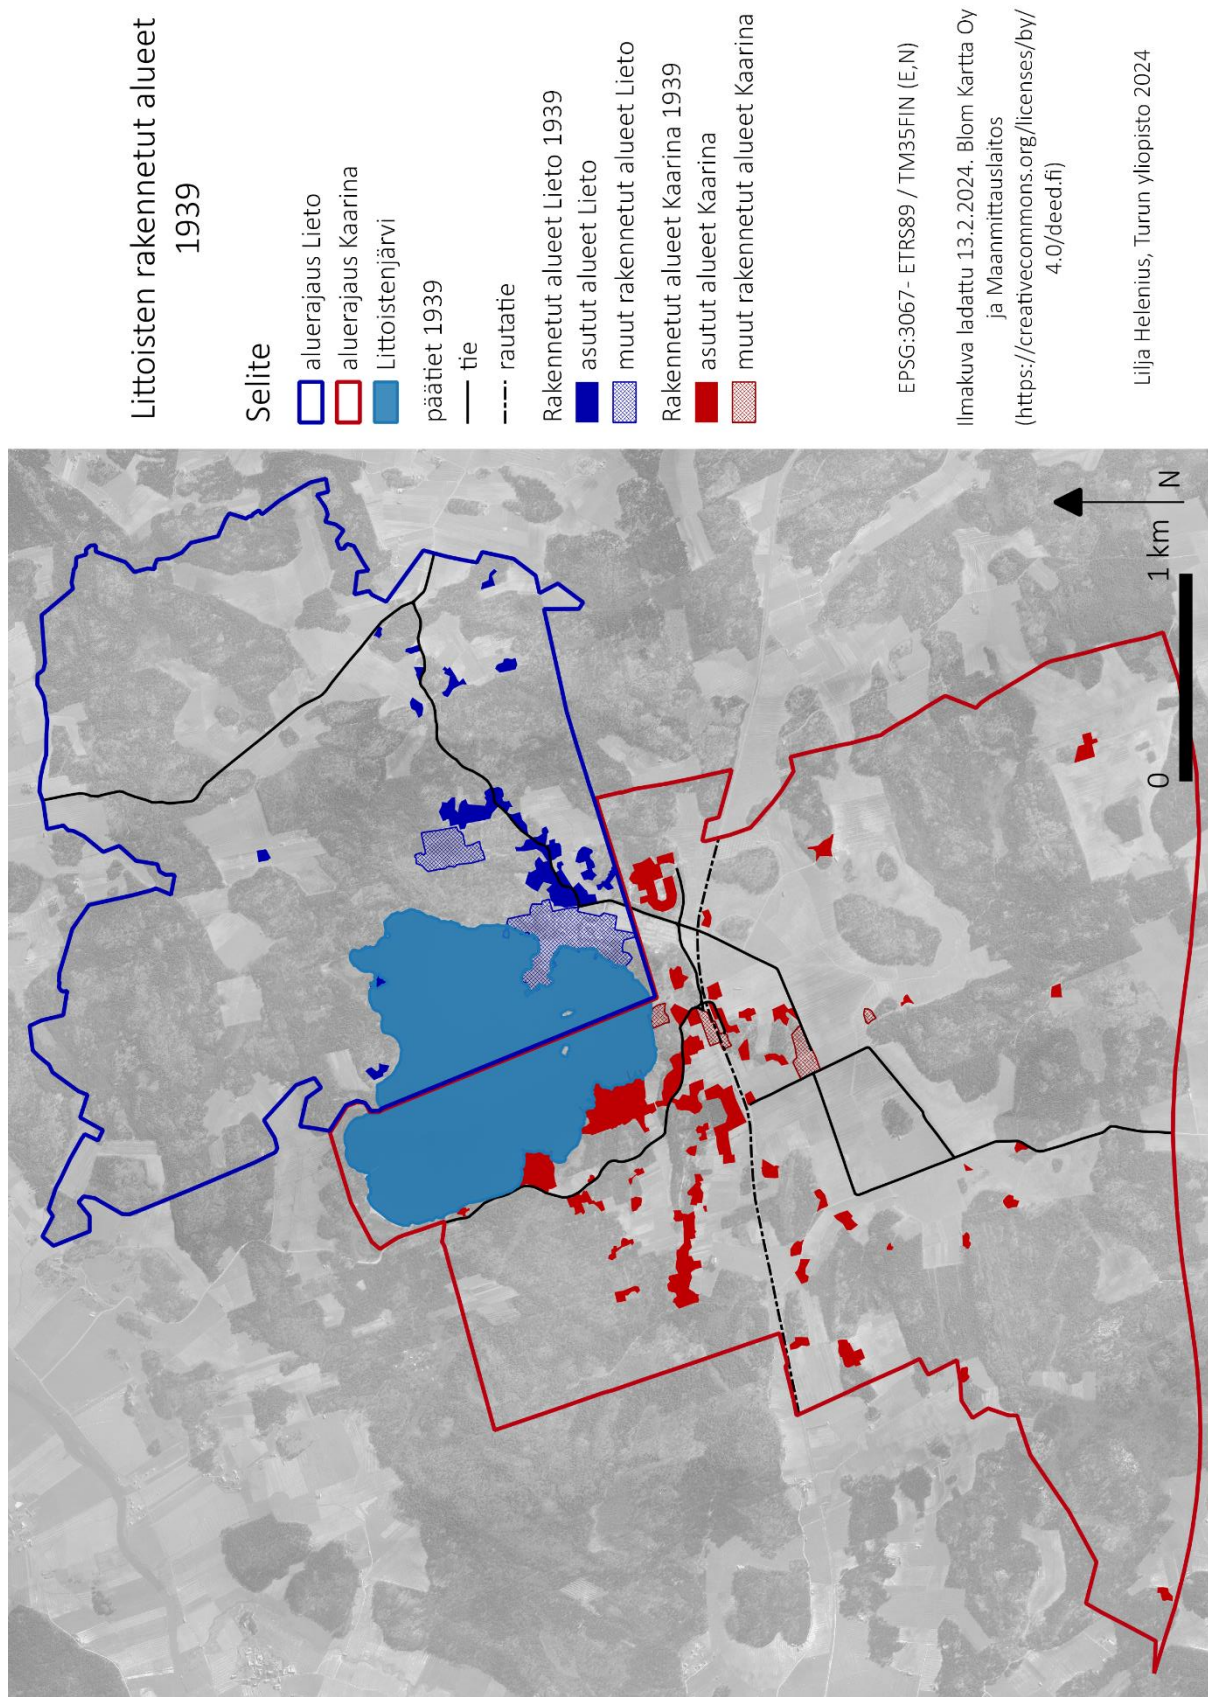 Littoisten rakennetut alueet
1939
Selite
aluerajaus Lieto
aluerajaus Kaarina
Littoistenjärvi
päätiet 1939
tie
rautatie
Rakennetut alueet Lieto 1939
asutut alueet Lieto
muut rakennetut alueet Lieto
Rakennetut alueet Kaarina 1939
asutut alueet Kaarina
muut rakennetut alueet Kaarina
EPSG:3067- ETRS89 / TM35FIN (E,N)
Ilmakuva ladattu 13.2.2024. Blom Kartta Oy
ja Maanmittauslaitos
(https://creativecommons.org/licenses/by/
4.0/deed.fi)
Lilja Helenius, Turun yliopisto 2024
0 1 km
N